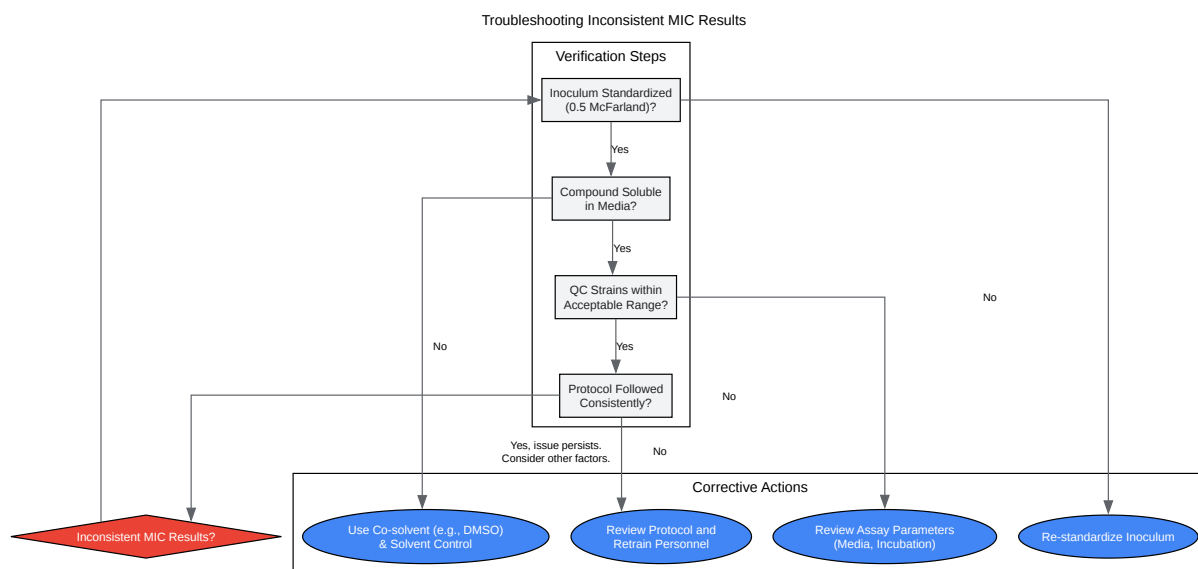 Troubleshooting Inconsistent MIC Results
Verification Steps
Inoculum Standardized
(0.5 McFarland)?
Yes
Compound Soluble
in Media?
Yes
QC Strains within
Acceptable Range?
No
No
Yes
Protocol Followed
Consistently?
No
Yes, issue persists.
Consider other factors.
No
Corrective Actions
Inconsistent MIC Results?
Use Co-solvent (e.g., DMSO)
& Solvent Control
Review Protocol and
Retrain Personnel
Review Assay Parameters
(Media, Incubation)
Re-standardize Inoculum